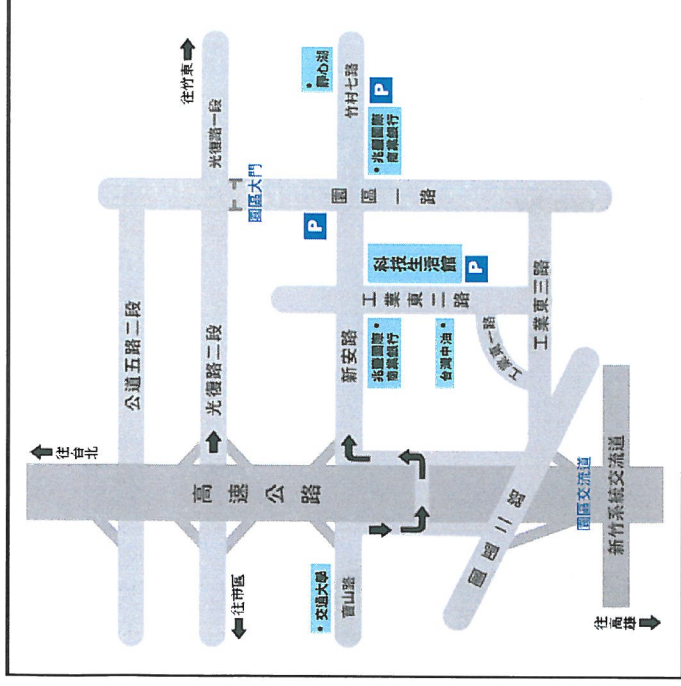 往台北
往竹東
公道五路二段
光復路二段
光復路一段
園區大門
靜心湖
高速公路
新安路
竹村七路
P
P
兆豐國際
商業銀行
園區一路
科技生活館
P
工業東二路
兆豐國際
商業銀行
台灣中油
工業東一路
工業東三路
往市區
交通大學
寶山路
園區二路
園區交流道
新竹系統交流道
往高雄